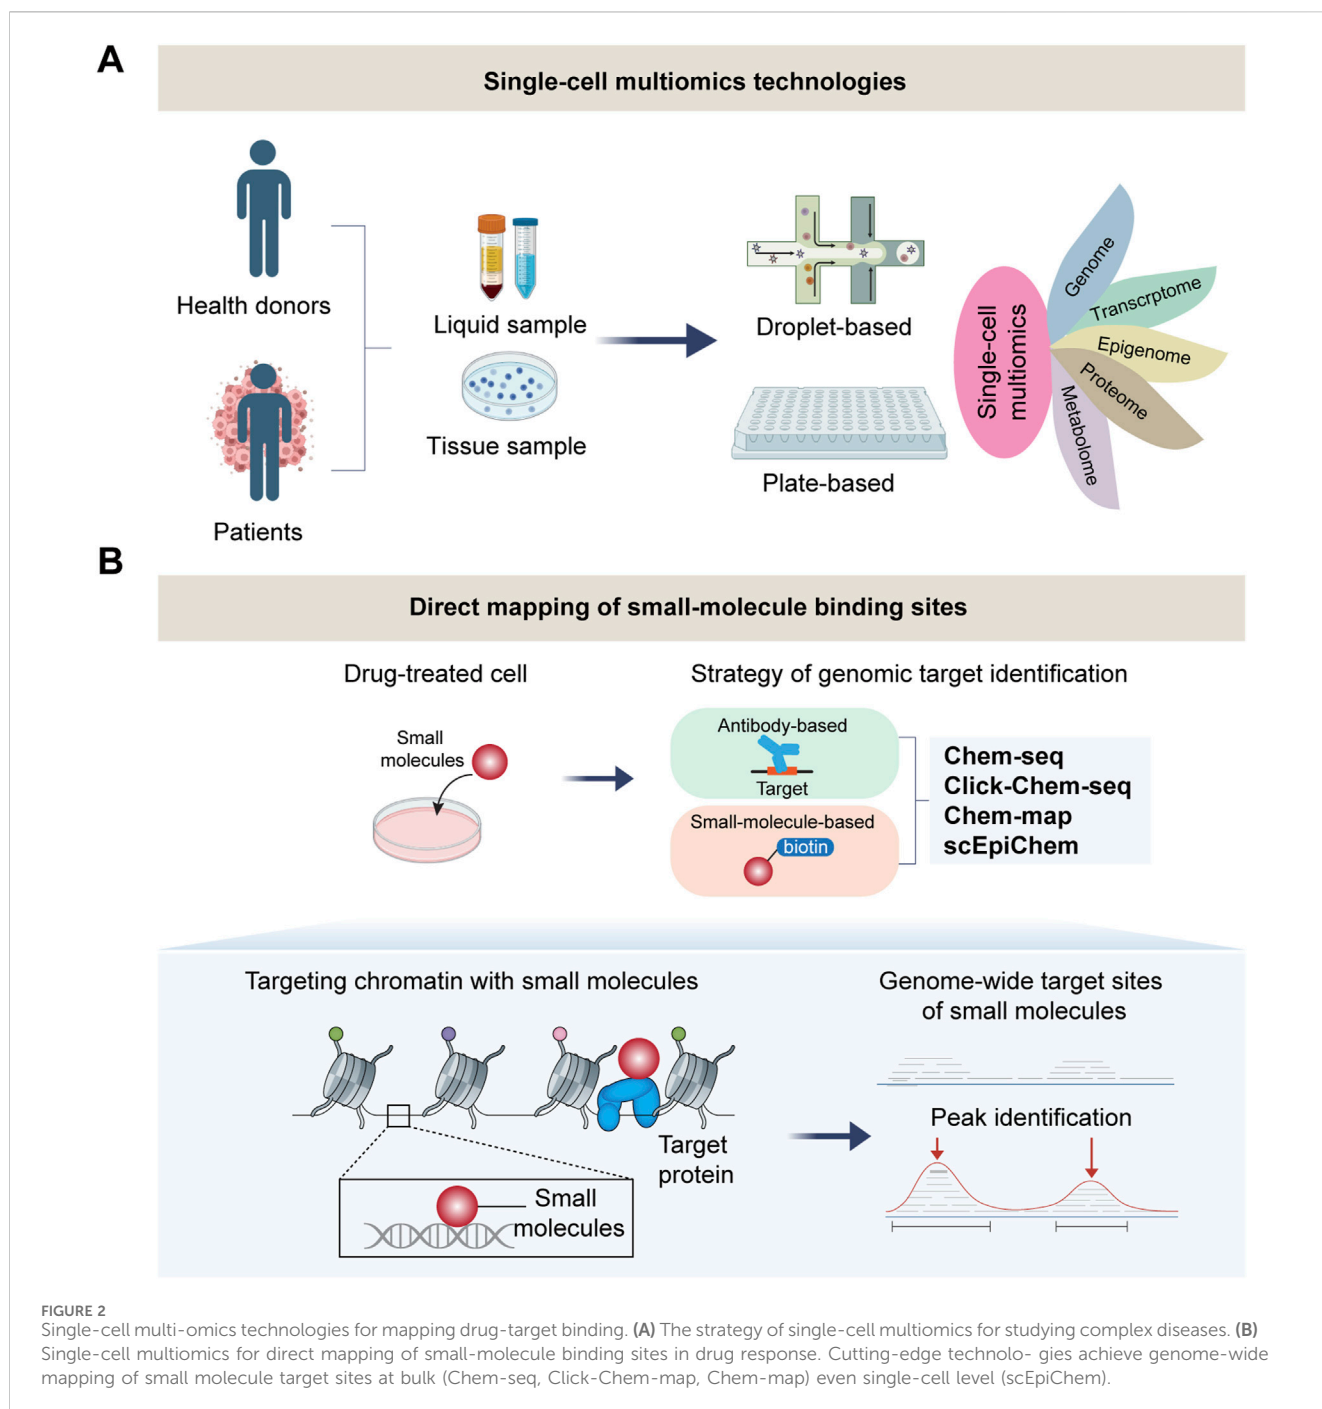 A
Single-cell multiomics technologies
Health donors
Patients
Liquid sample
Tissue sample
Droplet-based
Plate-based
Single-cell
multiomics
Genome
Transcrptome
Epigenome
Proteome
Metabolome
B
Direct mapping of small-molecule binding sites
Drug-treated cell
Small
molecules
Strategy of genomic target identification
Antibody-based
Target
Small-molecule-based
biotin
Chem-seq
Click-Chem-seq
Chem-map
scEpiChem
Targeting chromatin with small molecules
Target
protein
Small
molecules
Genome-wide target sites
of small molecules
Peak identification
FIGURE 2
Single-cell multi-omics technologies for mapping drug-target binding. (A) The strategy of single-cell multiomics for studying complex diseases. (B)
Single-cell multiomics for direct mapping of small-molecule binding sites in drug response. Cutting-edge technolo- gies achieve genome-wide
mapping of small molecule target sites at bulk (Chem-seq, Click-Chem-map, Chem-map) even single-cell level (scEpiChem).